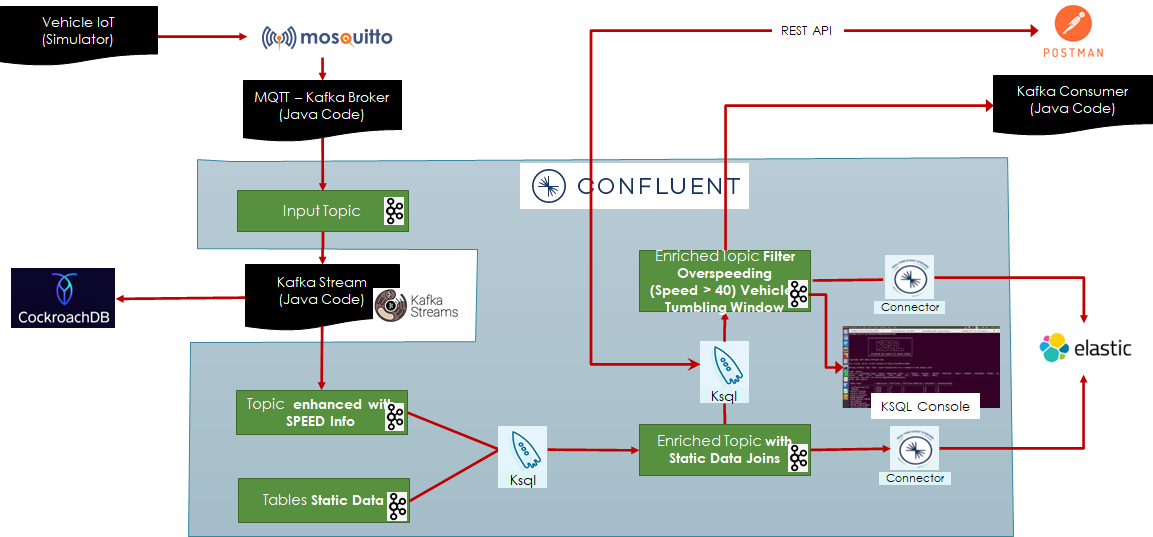 Vehicle IoT
(Simulator)
mosquitto
REST API
POSTMAN
MQTT – Kafka Broker
(Java Code)
Kafka Consumer
(Java Code)
CONFLUENT
Input Topic
Kafka Stream
(Java Code)
Kafka
Streams
CockroachDB
Enriched Topic Filter
Overspeeding
(Speed > 40) Vehicle
Tumbling Window
Connector
elastic
KSQL Console
Ksql
Topic enhanced with
SPEED Info
Ksql
Enriched Topic with
Static Data Joins
Connector
Tables Static Data